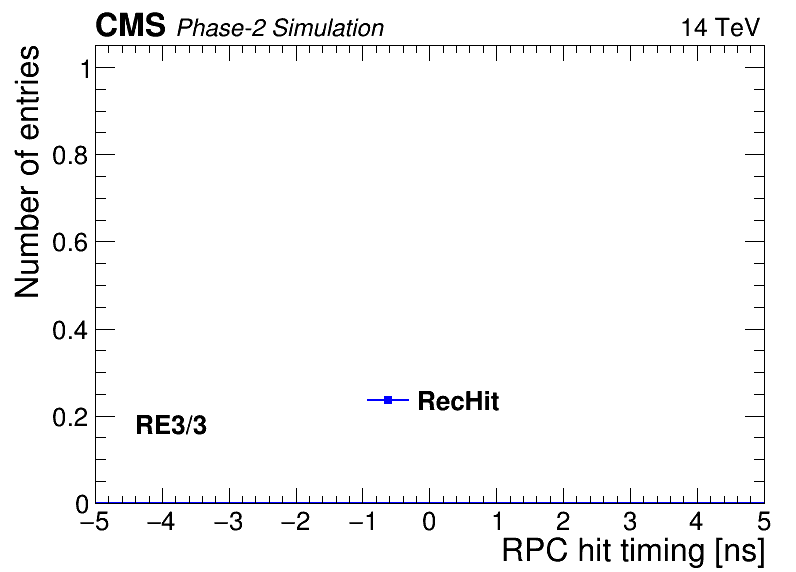 CMS Phase-2 Simulation 14 TeV
Number of entries
1
0.8
0.6
0.4
0.2
0
RecHit
RE3/3
−5 −4 −3 −2 −1 0 1 2 3 4 5
RPC hit timing [ns]